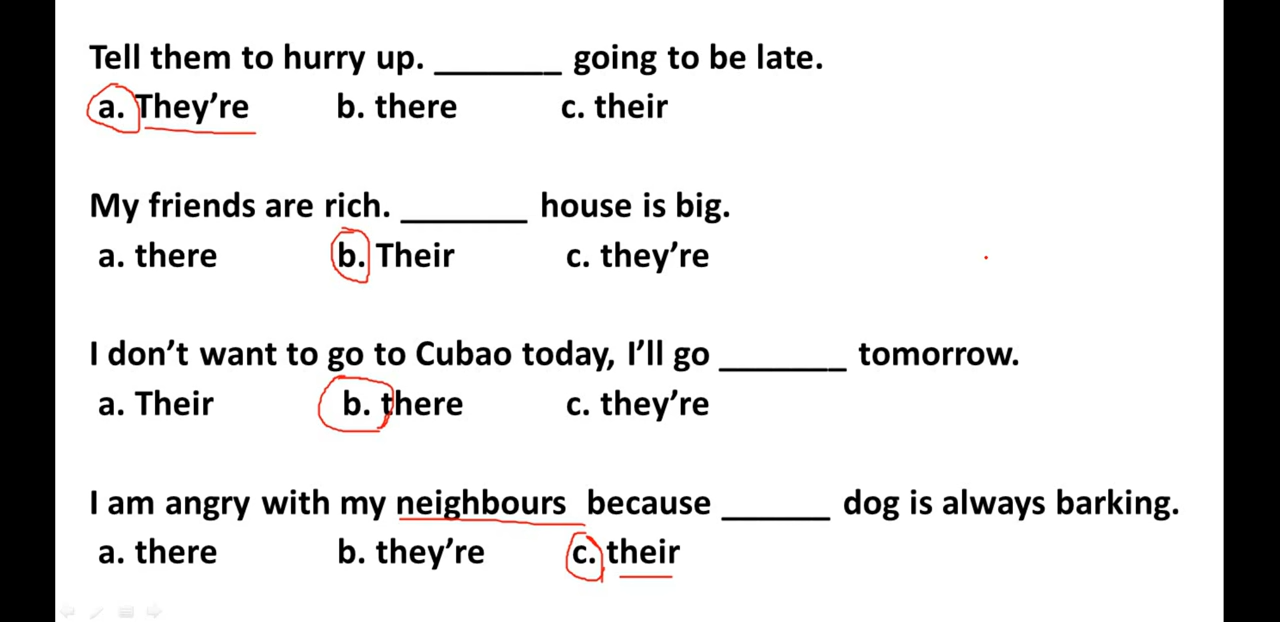 Tell them to hurry up. _______ going to be late.
a. They’re b. there c. their
My friends are rich. _______ house is big.
a. there b. Their c. they’re
I don’t want to go to Cubao today, I’ll go _______ tomorrow.
a. Their b. there c. they’re
I am angry with my neighbours because ______ dog is always barking.
a. there b. they’re c. their